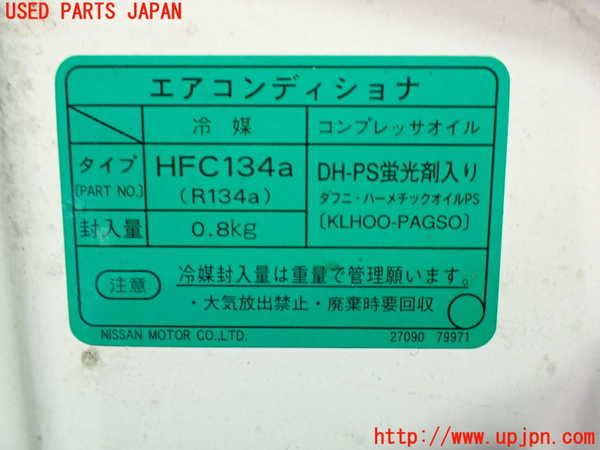 USED PARTS JAPAN
エアコンディショナ
冷媒 コンプレッサオイル
タイプ HFC134a DH-PS蛍光剤入り
[PART NO.] (R134a) ダフニ・ハーメチックオイルPS
[KLHOO-PAGSO]
封入量 0.8kg
注意 冷媒封入量は重量で管理願います。
・大気放出禁止・廃棄時要回収
NISSAN MOTOR CO.,LTD. 27090 79971
http://www.upjpn.com/